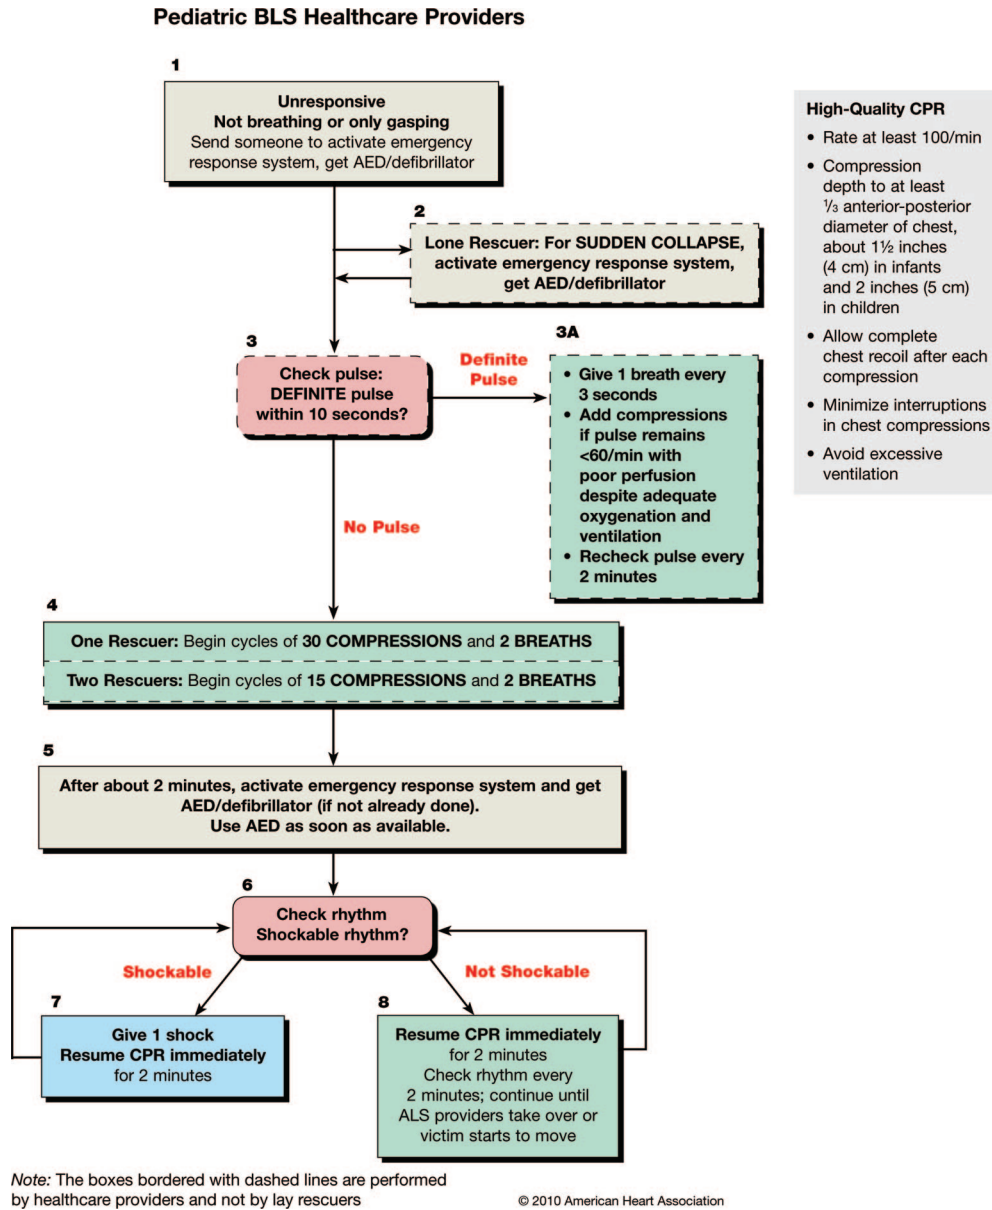 Pediatric BLS Healthcare Providers
1
Unresponsive
Not breathing or only gasping
Send someone to activate emergency
response system, get AED/defibrillator
2
Lone Rescuer: For SUDDEN COLLAPSE,
activate emergency response system,
get AED/defibrillator
3
Check pulse:
DEFINITE pulse
within 10 seconds?
Definite
Pulse
3A
• Give 1 breath every
3 seconds
• Add compressions
if pulse remains
<60/min with
poor perfusion
despite adequate
oxygenation and
ventilation
• Recheck pulse every
2 minutes
No Pulse
4
One Rescuer: Begin cycles of 30 COMPRESSIONS and 2 BREATHS
Two Rescuers: Begin cycles of 15 COMPRESSIONS and 2 BREATHS
5
After about 2 minutes, activate emergency response system and get
AED/defibrillator (if not already done).
Use AED as soon as available.
6
Check rhythm
Shockable rhythm?
Shockable
Not Shockable
7
Give 1 shock
Resume CPR immediately
for 2 minutes
8
Resume CPR immediately
for 2 minutes
Check rhythm every
2 minutes; continue until
ALS providers take over or
victim starts to move
High-Quality CPR
• Rate at least 100/min
• Compression
depth to at least
⅓ anterior-posterior
diameter of chest,
about 1½ inches
(4 cm) in infants
and 2 inches (5 cm)
in children
• Allow complete
chest recoil after each
compression
• Minimize interruptions
in chest compressions
• Avoid excessive
ventilation
Note: The boxes bordered with dashed lines are performed
by healthcare providers and not by lay rescuers
© 2010 American Heart Association